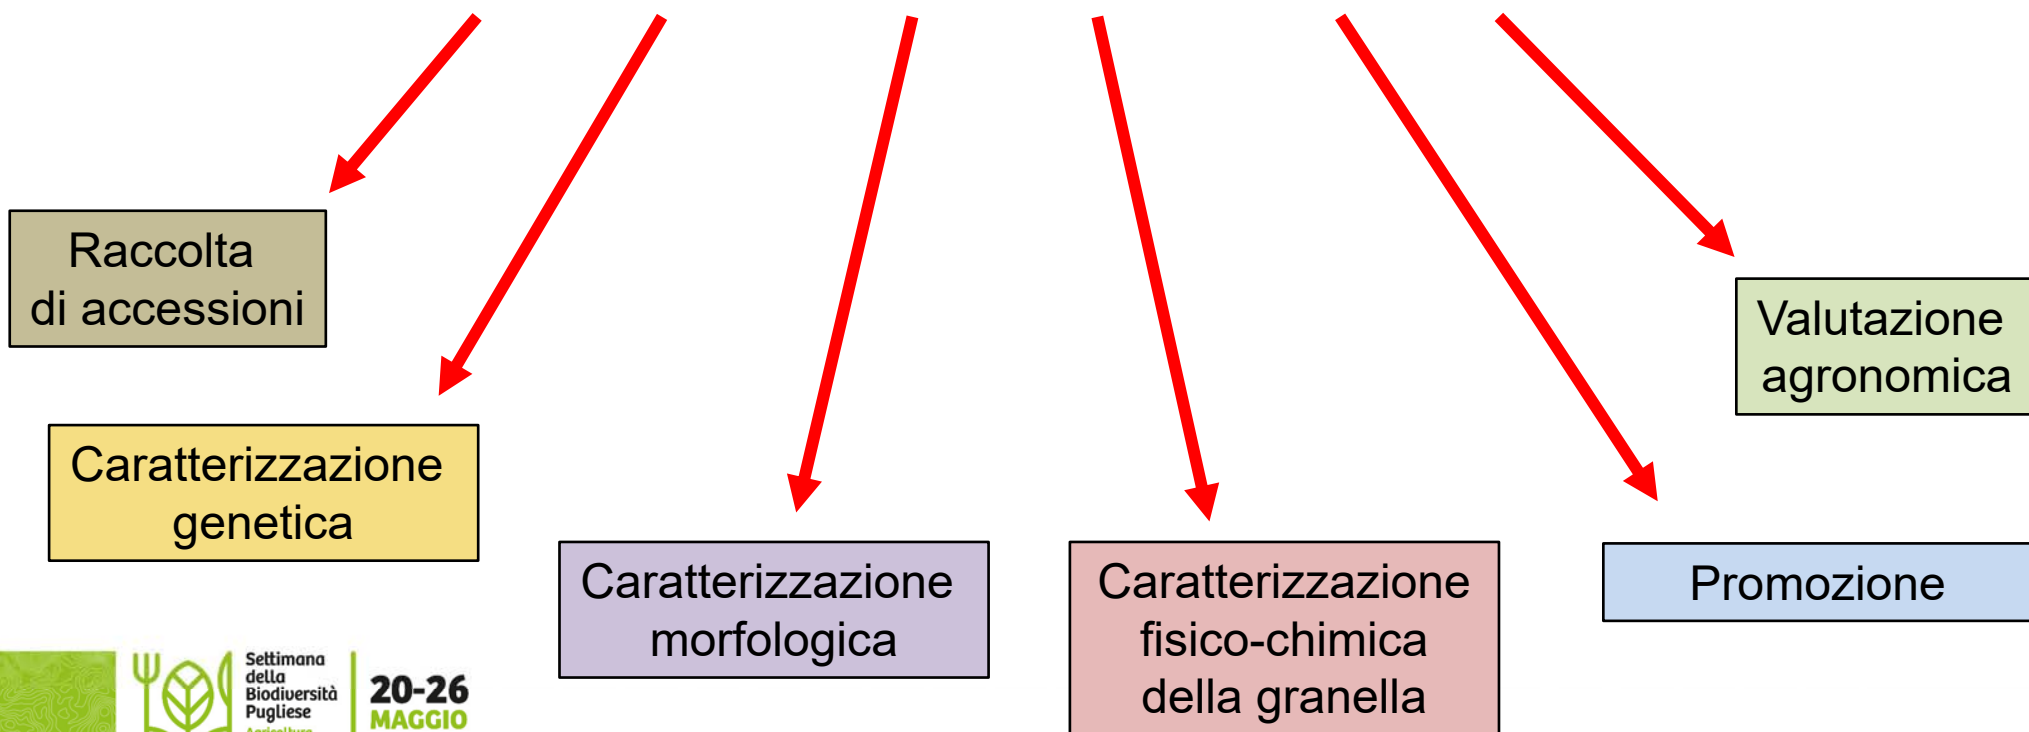 Raccolta
di accessioni
Valutazione
agronomica
Caratterizzazione
genetica
Caratterizzazione
morfologica
Caratterizzazione
fisico-chimica
della granella
Promozione
Settimana
della
Biodiversità
Pugliese
Agricoltura
20-26
MAGGIO